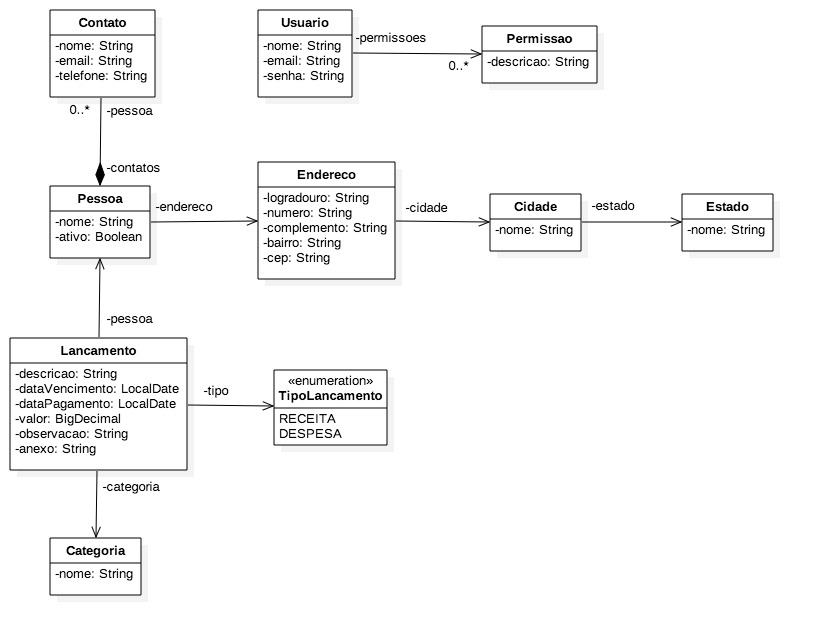 Contato
-nome: String
-email: String
-telefone: String
0..*
-pessoa
-contatos
Usuario
-nome: String
-email: String
-senha: String
-permissoes
0..*
Permissao
-descricao: String
Pessoa
-nome: String
-ativo: Boolean
-endereco
Endereco
-logradouro: String
-numero: String
-complemento: String
-bairro: String
-cep: String
-cidade
Cidade
-nome: String
-estado
Estado
-nome: String
-pessoa
Lancamento
-descricao: String
-dataVencimento: LocalDate
-dataPagamento: LocalDate
-valor: BigDecimal
-observacao: String
-anexo: String
-tipo
«enumeration»
TipoLancamento
RECEITA
DESPESA
-categoria
Categoria
-nome: String